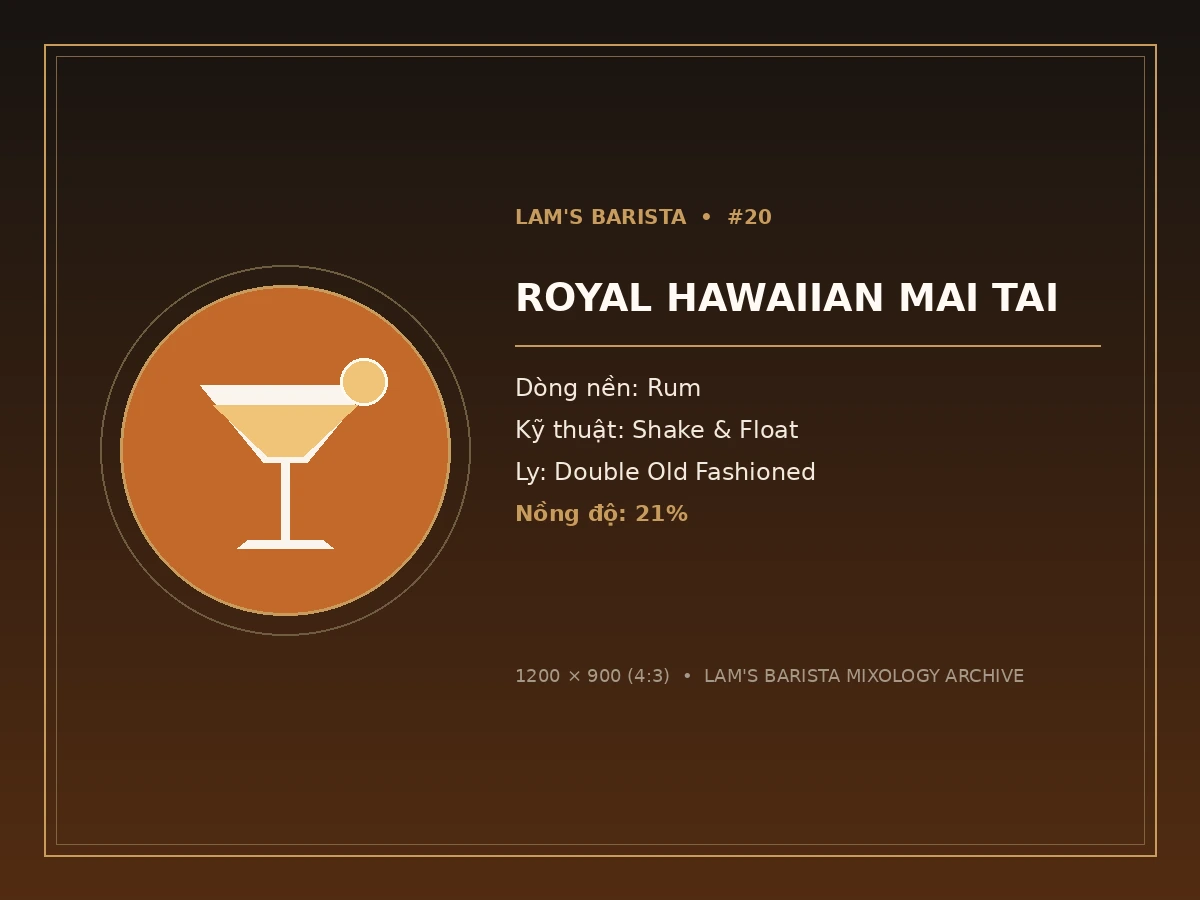 LAM'S BARISTA • #20
ROYAL HAWAIIAN MAI TAI
Dòng nền: Rum
Kỹ thuật: Shake & Float
Ly: Double Old Fashioned
Nồng độ: 21%
1200 × 900 (4:3) • LAM'S BARISTA MIXOLOGY ARCHIVE